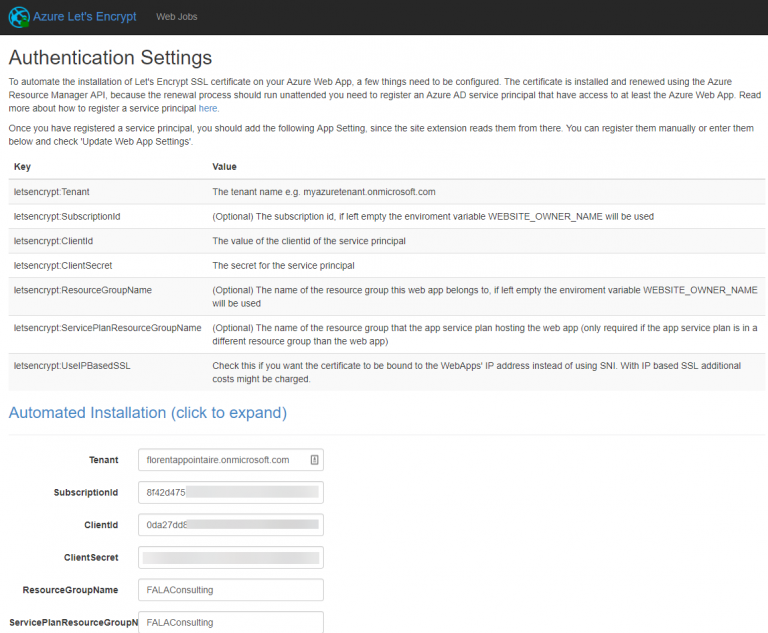 Azure Let's Encrypt Web Jobs
Authentication Settings
To automate the installation of Let's Encrypt SSL certificate on your Azure Web App, a few things need to be configured. The certificate is installed and renewed using the Azure
Resource Manager API, because the renewal process should run unattended you need to register an Azure AD service principal that have access to at least the Azure Web App. Read
more about how to register a service principal here.
Once you have registered a service principal, you should add the following App Setting, since the site extension reads them from there. You can register them manually or enter them
below and check 'Update Web App Settings'.
Key Value
letsencrypt:Tenant The tenant name e.g. myazuretenant.onmicrosoft.com
letsencrypt:SubscriptionId (Optional) The subscription id, if left empty the enviroment variable WEBSITE_OWNER_NAME will be used
letsencrypt:ClientId The value of the clientid of the service principal
letsencrypt:ClientSecret The secret for the service principal
letsencrypt:ResourceGroupName (Optional) The name of the resource group this web app belongs to, if left empty the enviroment variable WEBSITE_OWNER_NAME
will be used
letsencrypt:ServicePlanResourceGroupName (Optional) The name of the resource group that the app service plan hosting the web app (only required if the app service plan is in a
different resource group than the web app)
letsencrypt:UseIPBasedSSL Check this if you want the certificate to be bound to the WebApps' IP address instead of using SNI. With IP based SSL additional
costs might be charged.
Automated Installation (click to expand)
Tenant florentappointaire.onmicrosoft.com
SubscriptionId 8f42d475
ClientId 0da27dd8
ClientSecret
ResourceGroupName FALAConsulting
ServicePlanResourceGroupN FALAConsulting